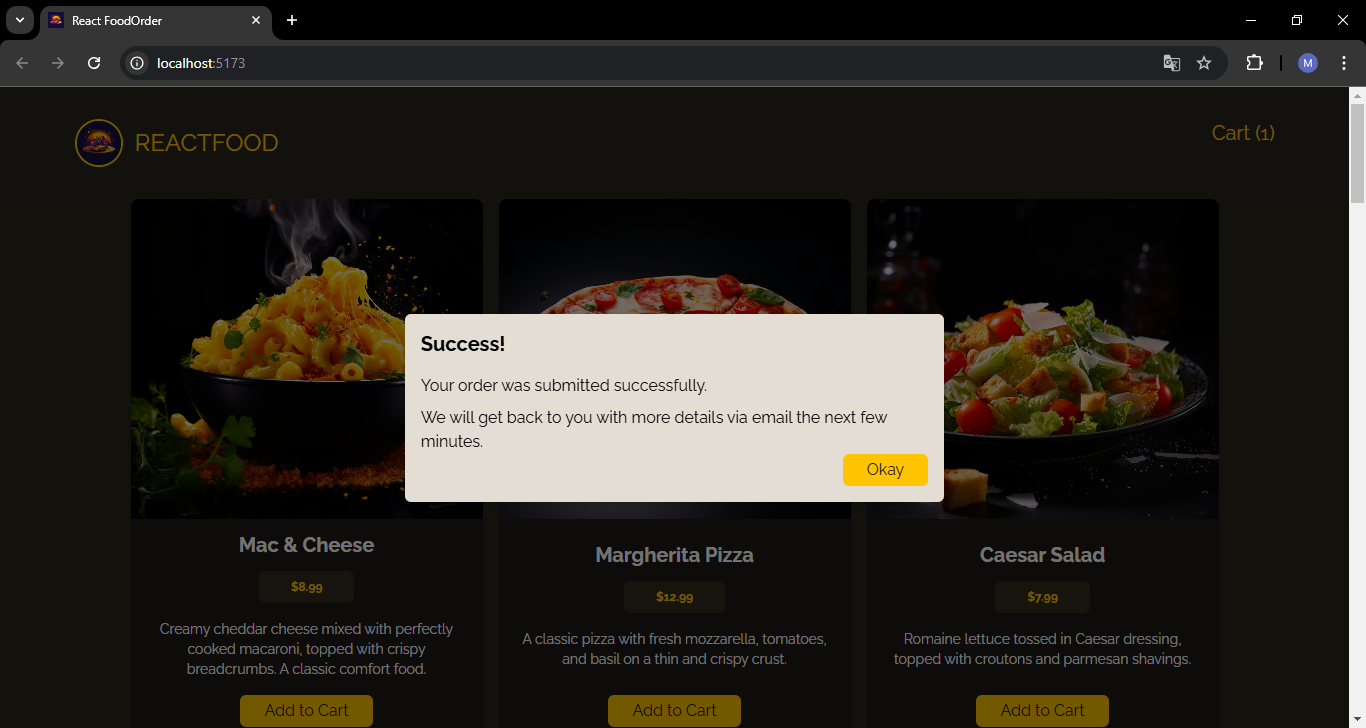 React FoodOrder
localhost:5173
M
REACTFOOD
Cart (1)
Success!
Your order was submitted successfully.
We will get back to you with more details via email the next few
minutes.
Okay
Mac & Cheese
$8.99
Creamy cheddar cheese mixed with perfectly
cooked macaroni, topped with crispy
breadcrumbs. A classic comfort food.
Add to Cart
Margherita Pizza
$12.99
A classic pizza with fresh mozzarella, tomatoes,
and basil on a thin and crispy crust.
Add to Cart
Caesar Salad
$7.99
Romaine lettuce tossed in Caesar dressing,
topped with croutons and parmesan shavings.
Add to Cart